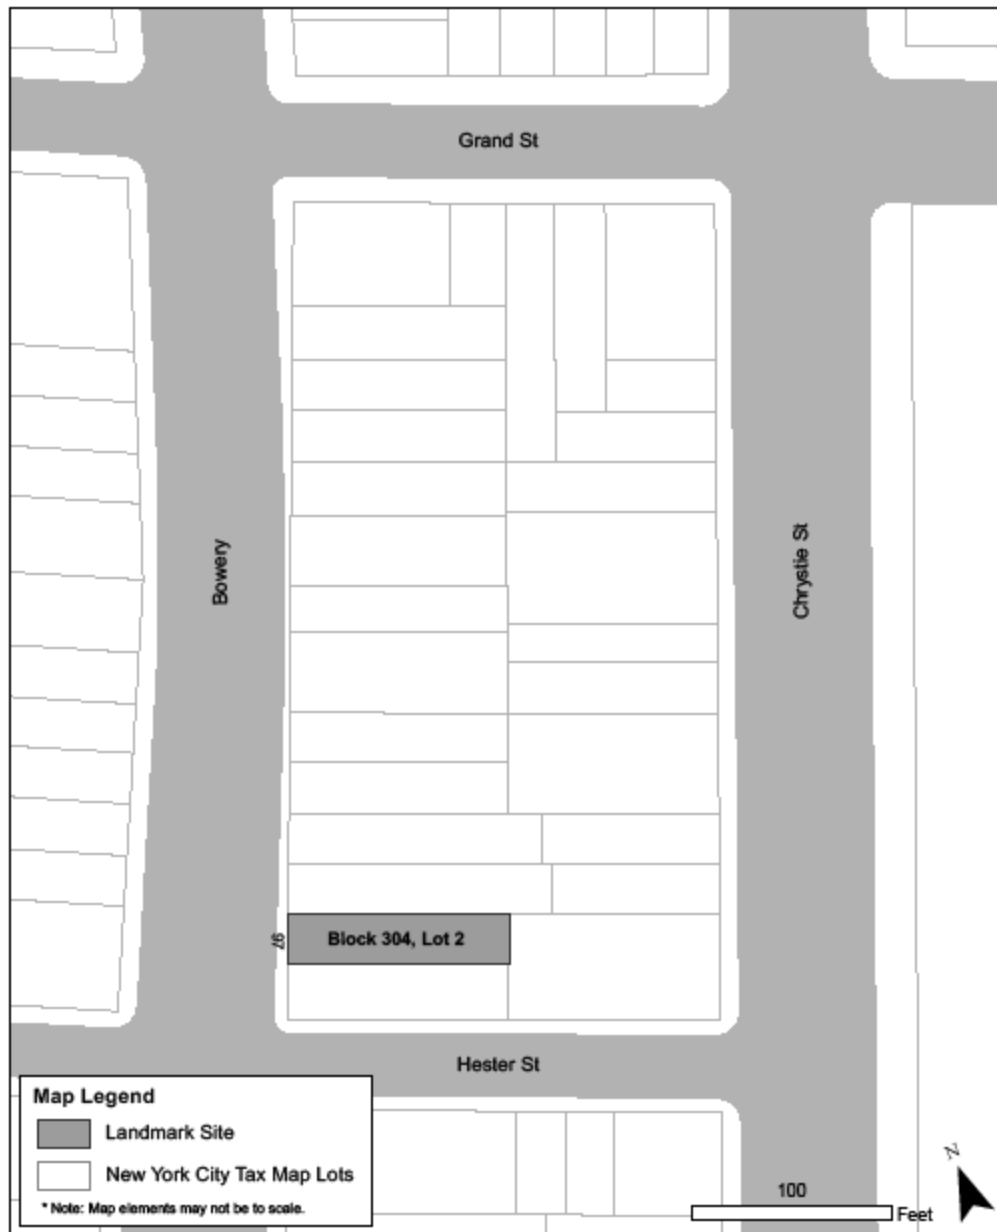 Grand St
Bowery
Chrystie St
97
Block 304, Lot 2
Hester St
Map Legend
Landmark Site
New York City Tax Map Lots
* Note: Map elements may not be to scale.
N
100
Feet